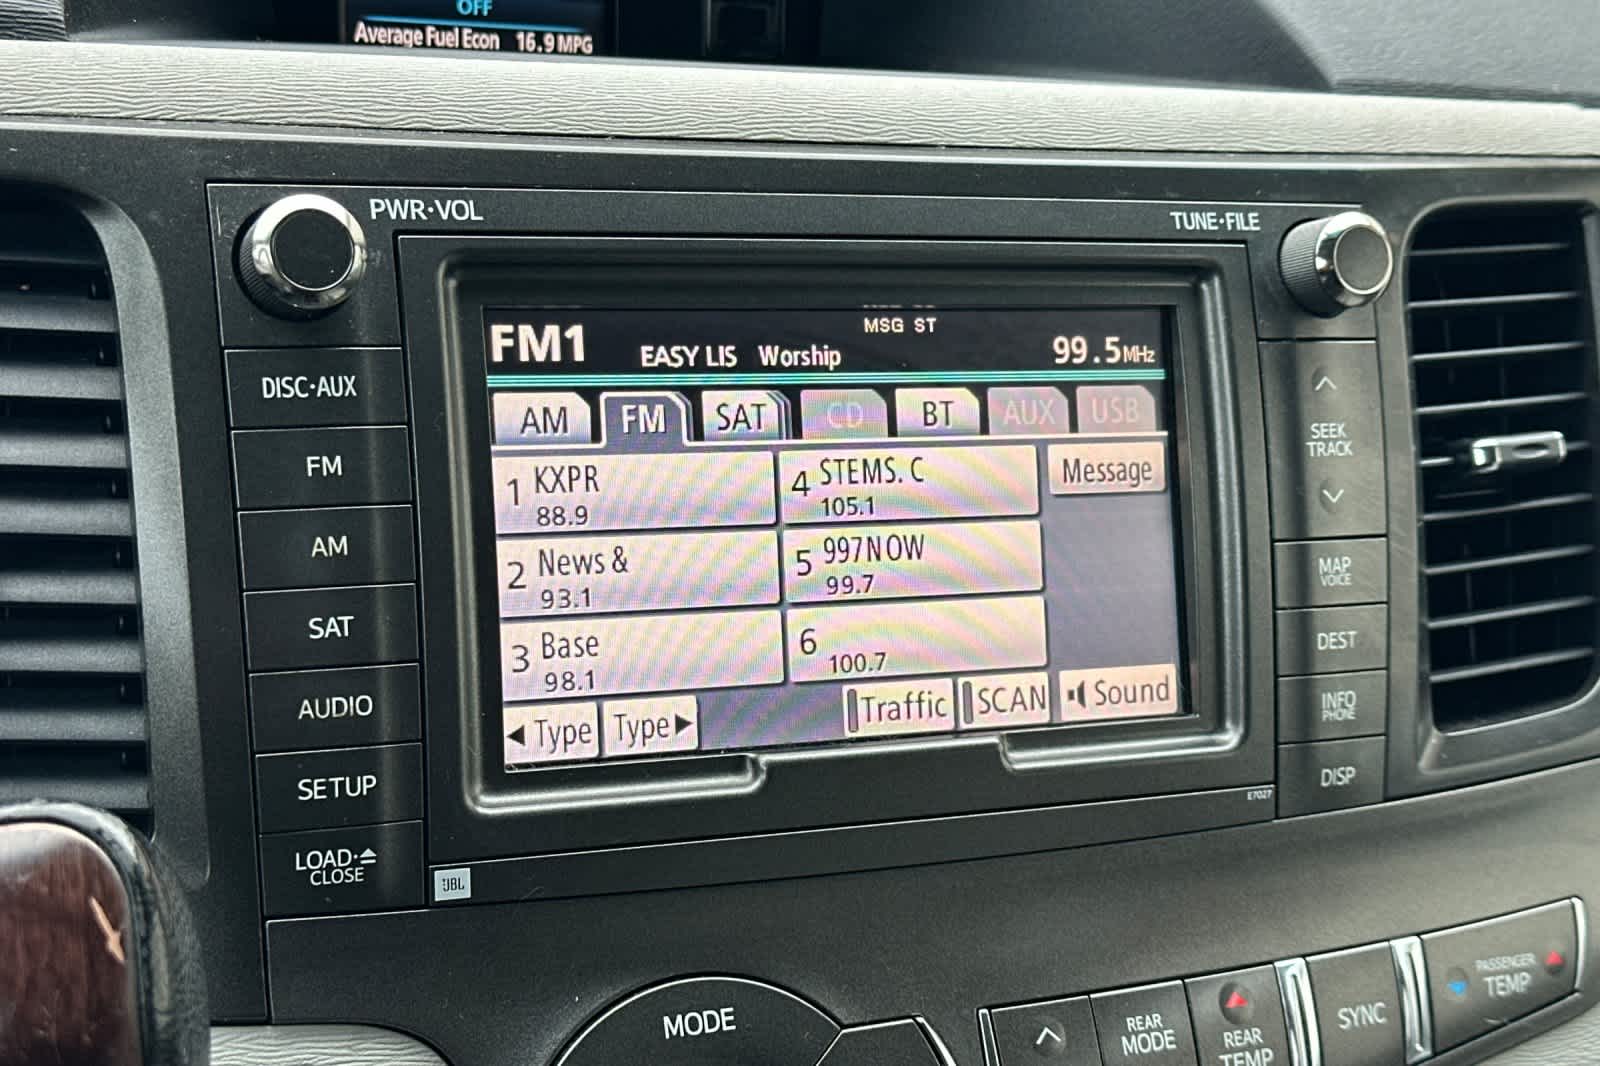 OFF
Average Fuel Econ 16.9 MPG
PWR·VOL
TUNE·FILE
MSG ST
FM1
EASY LIS Worship
99.5MHz
AM
FM
SAT
CD
BT
AUX
USB
1 KXPR
88.9
4 STEMS. C
105.1
Message
2 News &
93.1
5 997NOW
99.7
3 Base
98.1
6
100.7
◀ Type
Type ▶
Traffic
SCAN
Sound
DISC·AUX
FM
AM
SAT
AUDIO
SETUP
LOAD·⏏
CLOSE
JBL
SEEK
TRACK
MAP
VOICE
DEST
INFO
PHONE
DISP
E7027
MODE
REAR
MODE
REAR
TEMP
SYNC
PASSENGER
TEMP